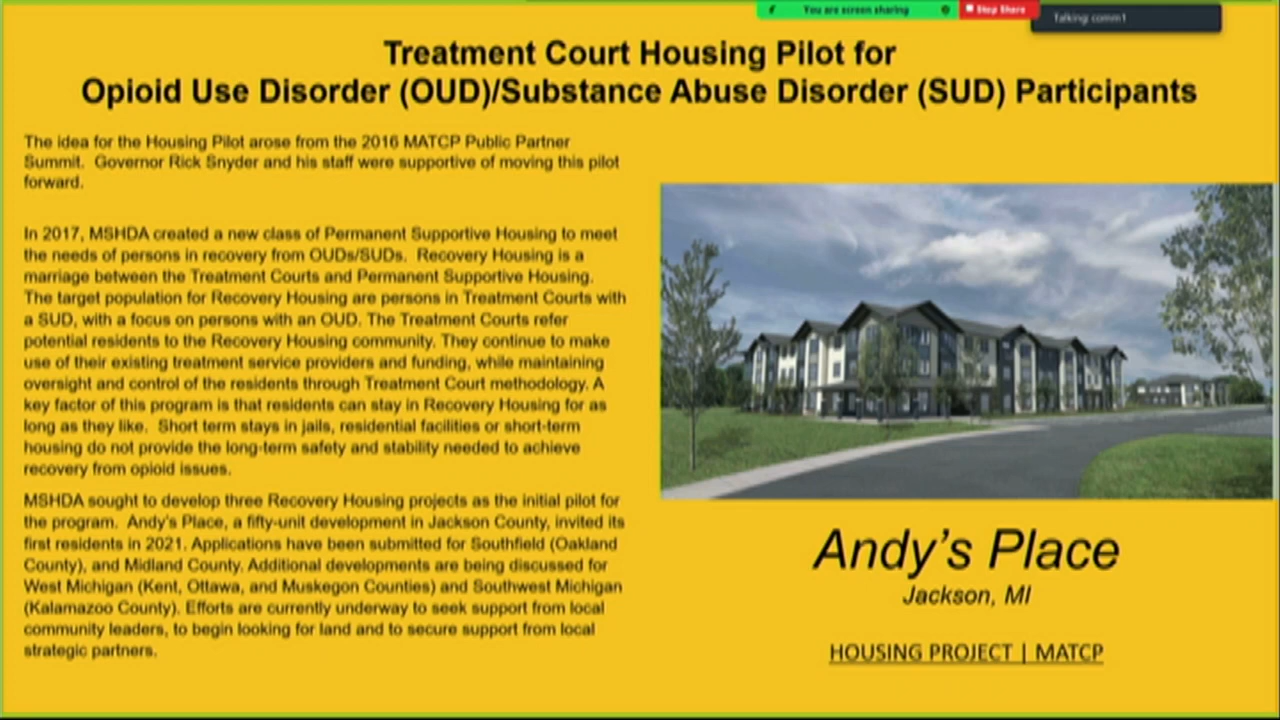 You are screen sharing
Stop Share
Talking: comm1
Treatment Court Housing Pilot for
Opioid Use Disorder (OUD)/Substance Abuse Disorder (SUD) Participants
The idea for the Housing Pilot arose from the 2016 MATCP Public Partner
Summit. Governor Rick Snyder and his staff were supportive of moving this pilot
forward.
In 2017, MSHDA created a new class of Permanent Supportive Housing to meet
the needs of persons in recovery from OUDs/SUDs. Recovery Housing is a
marriage between the Treatment Courts and Permanent Supportive Housing.
The target population for Recovery Housing are persons in Treatment Courts with
a SUD, with a focus on persons with an OUD. The Treatment Courts refer
potential residents to the Recovery Housing community. They continue to make
use of their existing treatment service providers and funding, while maintaining
oversight and control of the residents through Treatment Court methodology. A
key factor of this program is that residents can stay in Recovery Housing for as
long as they like. Short term stays in jails, residential facilities or short-term
housing do not provide the long-term safety and stability needed to achieve
recovery from opioid issues.
MSHDA sought to develop three Recovery Housing projects as the initial pilot for
the program. Andy's Place, a fifty-unit development in Jackson County, invited its
first residents in 2021. Applications have been submitted for Southfield (Oakland
County), and Midland County. Additional developments are being discussed for
West Michigan (Kent, Ottawa, and Muskegon Counties) and Southwest Michigan
(Kalamazoo County). Efforts are currently underway to seek support from local
community leaders, to begin looking for land and to secure support from local
strategic partners.
Andy's Place
Jackson, MI
HOUSING PROJECT | MATCP